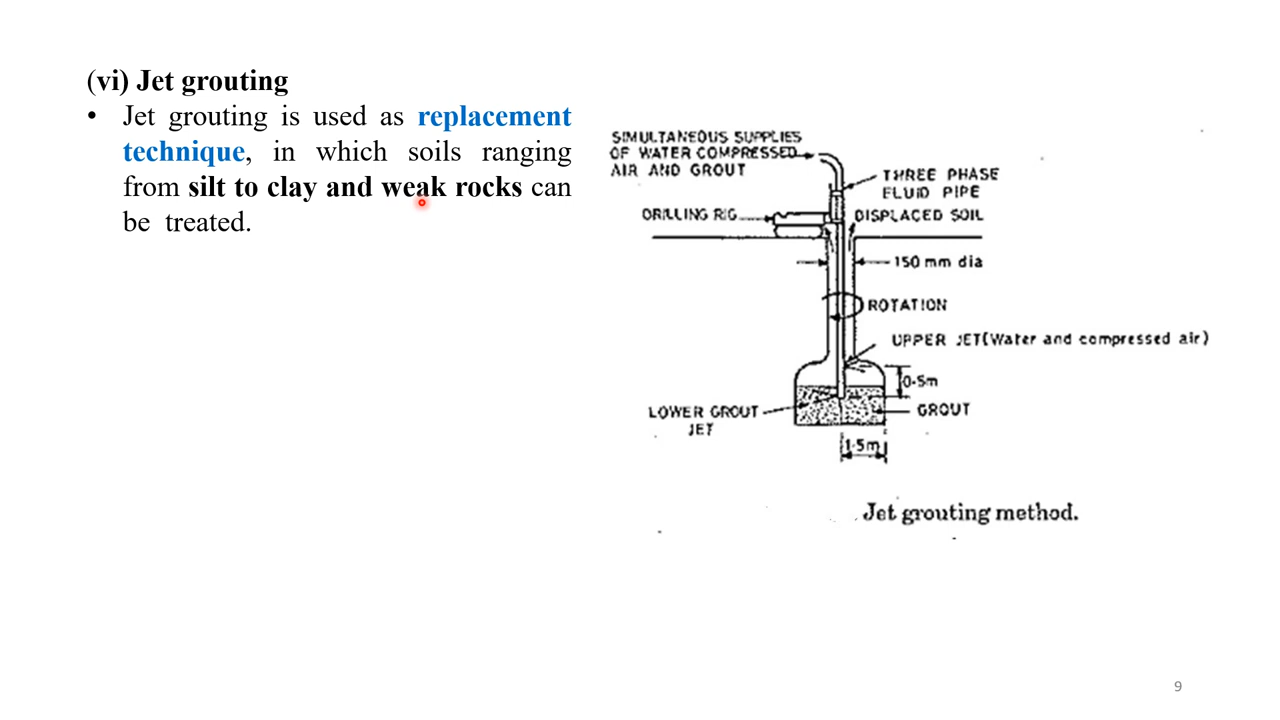 (vi) Jet grouting
• Jet grouting is used as replacement
technique, in which soils ranging
from silt to clay and weak rocks can
be treated.
SIMULTANEOUS SUPPLIES
OF WATER COMPRESSED
AIR AND GROUT
THREE PHASE
FLUID PIPE
DRILLING RIG
DISPLACED SOIL
150 mm dia
ROTATION
UPPER JET(Water and compressed air)
0.5m
LOWER GROUT
JET
GROUT
1.5m
Jet grouting method.
9